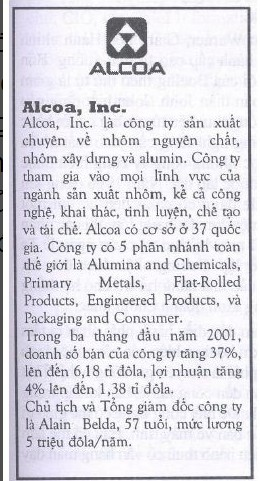 ALCOA
Alcoa, Inc.
Alcoa, Inc. là công ty sản xuất
chuyên về nhôm nguyên chất,
nhôm xây dựng và alumin. Công ty
tham gia vào mọi lĩnh vực của
ngành sản xuất nhôm, kể cả công
nghệ, khai thác, tinh luyện, chế tạo
và tái chế. Alcoa có cơ sở ở 37 quốc
gia. Công ty có 5 phân nhánh toàn
thế giới là Alumina and Chemicals,
Primary Metals, Flat-Rolled
Products, Engineered Products, và
Packaging and Consumer.
Trong ba tháng đầu năm 2001,
doanh số bán của công ty tăng 37%,
lên đến 6,18 tỉ đôla, lợi nhuận tăng
4% lên đến 1,38 tỉ đôla.
Chủ tịch và Tổng giám đốc công ty
là Alain Belda, 57 tuổi, mức lương
5 triệu đôla/năm.